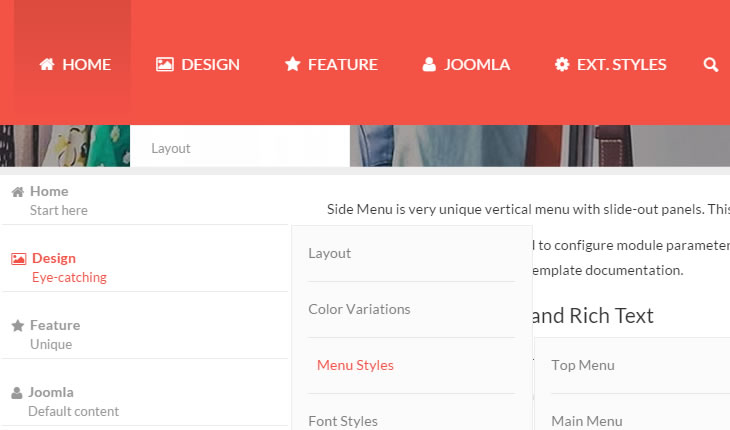 HOME
DESIGN
FEATURE
JOOMLA
EXT. STYLES
Layout
Home
Start here
Design
Eye-catching
Feature
Unique
Joomla
Default content
Side Menu is very unique vertical menu with slide-out panels. This
d to configure module parameter
emplate documentation.
and Rich Text
Layout
Color Variations
Menu Styles
Font Styles
Top Menu
Main Menu